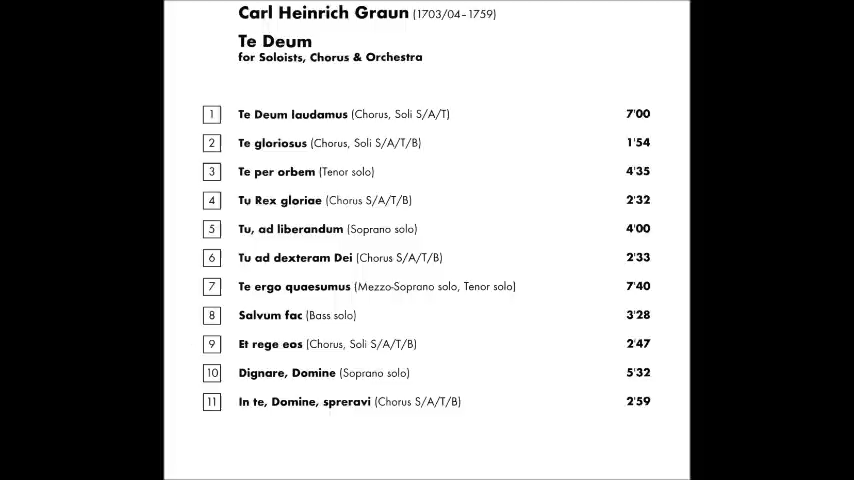 Carl Heinrich Graun (1703/04–1759)
Te Deum
for Soloists, Chorus & Orchestra
1 Te Deum laudamus (Chorus, Soli S/A/T) 7'00
2 Te gloriosus (Chorus, Soli S/A/T/B) 1'54
3 Te per orbem (Tenor solo) 4'35
4 Tu Rex gloriae (Chorus S/A/T/B) 2'32
5 Tu, ad liberandum (Soprano solo) 4'00
6 Tu ad dexteram Dei (Chorus S/A/T/B) 2'33
7 Te ergo quaesumus (Mezzo-Soprano solo, Tenor solo) 7'40
8 Salvum fac (Bass solo) 3'28
9 Et rege eos (Chorus, Soli S/A/T/B) 2'47
10 Dignare, Domine (Soprano solo) 5'32
11 In te, Domine, spreravi (Chorus S/A/T/B) 2'59